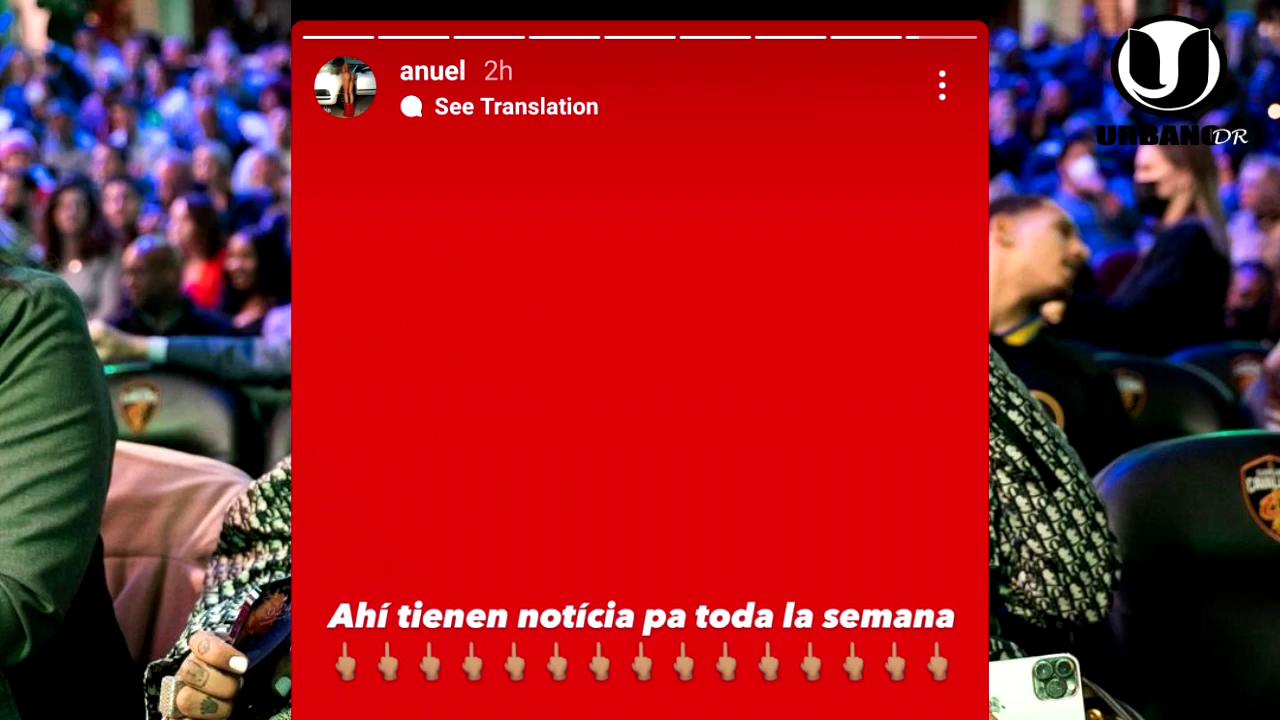 anuel 2h
See Translation
URBANO DR
Ahí tienen notícia pa toda la semana
🖕🏽🖕🏽🖕🏽🖕🏽🖕🏽🖕🏽🖕🏽🖕🏽🖕🏽🖕🏽🖕🏽🖕🏽🖕🏽🖕🏽🖕🏽